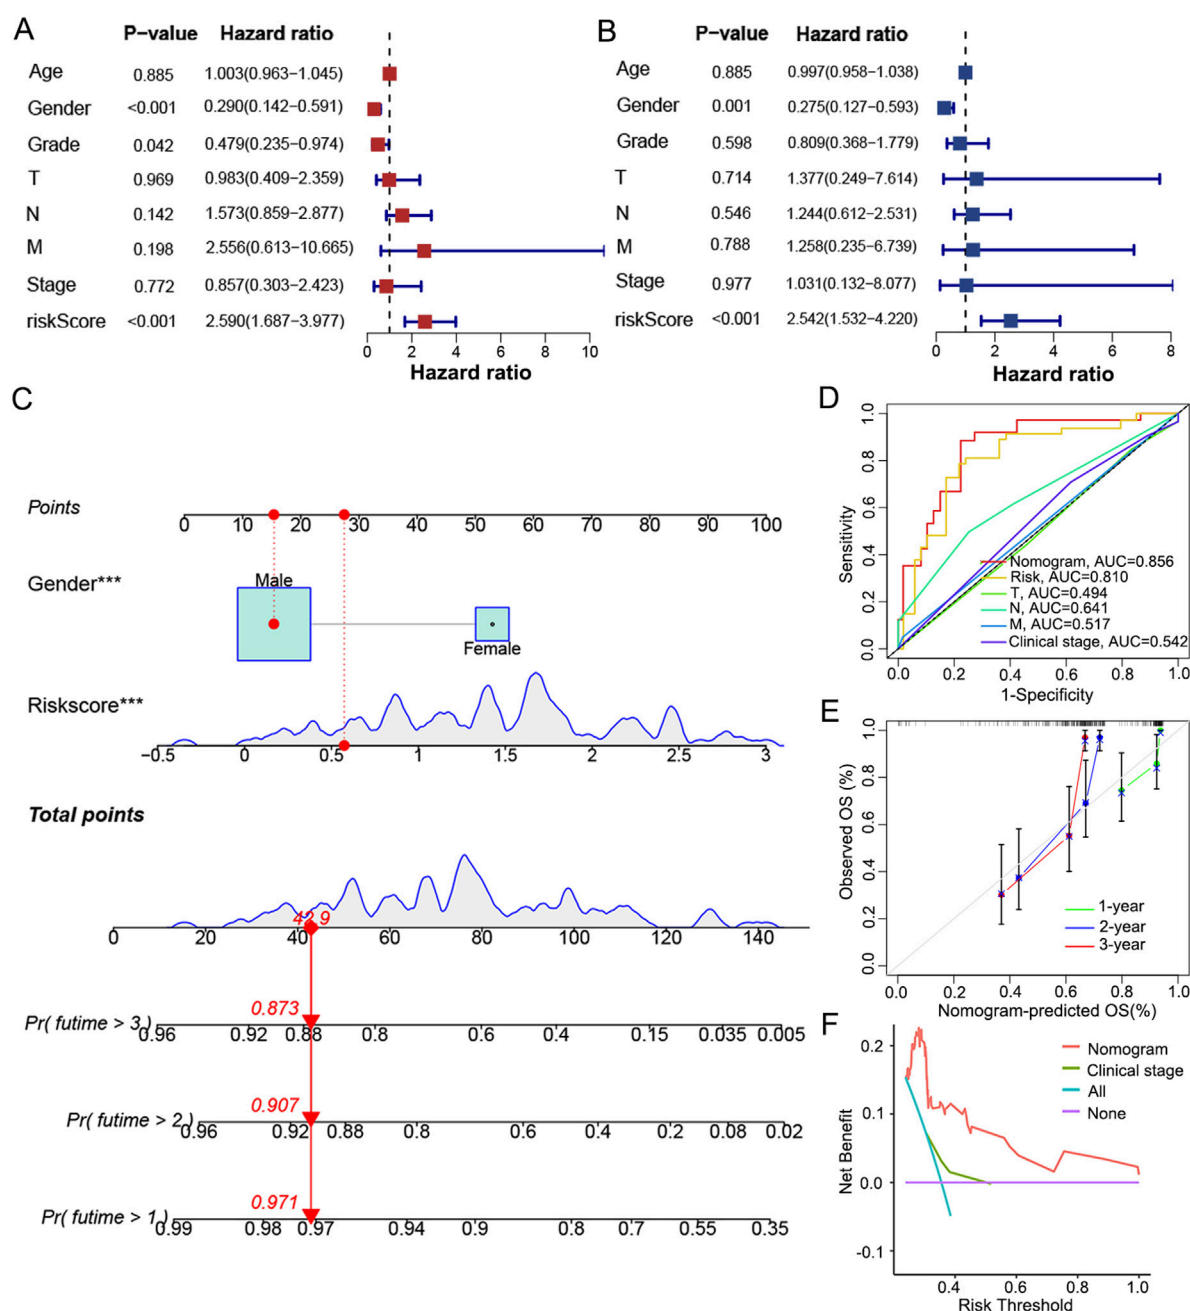 A
P-value Hazard ratio
Age 0.885 1.003(0.963-1.045)
Gender <0.001 0.290(0.142-0.591)
Grade 0.042 0.479(0.235-0.974)
T 0.969 0.983(0.409-2.359)
N 0.142 1.573(0.859-2.877)
M 0.198 2.556(0.613-10.665)
Stage 0.772 0.857(0.303-2.423)
riskScore <0.001 2.590(1.687-3.977)
0 2 4 6 8 10
Hazard ratio
B
P-value Hazard ratio
Age 0.885 0.997(0.958-1.038)
Gender 0.001 0.275(0.127-0.593)
Grade 0.598 0.809(0.368-1.779)
T 0.714 1.377(0.249-7.614)
N 0.546 1.244(0.612-2.531)
M 0.788 1.258(0.235-6.739)
Stage 0.977 1.031(0.132-8.077)
riskScore <0.001 2.542(1.532-4.220)
0 2 4 6 8
Hazard ratio
C
Points
0 10 20 30 40 50 60 70 80 90 100
Gender***
Male
Female
Riskscore***
-0.5 0 0.5 1 1.5 2 2.5 3
Total points
42.9
0 20 40 60 80 100 120 140
0.873
Pr( futime > 3 )
0.96 0.92 0.88 0.8 0.6 0.4 0.15 0.035 0.005
0.907
Pr( futime > 2 )
0.96 0.92 0.88 0.8 0.6 0.4 0.2 0.08 0.02
0.971
Pr( futime > 1 )
0.99 0.98 0.97 0.94 0.9 0.8 0.7 0.55 0.35
D
Sensitivity
1.0
0.8
0.6
0.4
0.2
0.0
Nomogram, AUC=0.856
Risk, AUC=0.810
T, AUC=0.494
N, AUC=0.641
M, AUC=0.517
Clinical stage, AUC=0.542
0.0 0.2 0.4 0.6 0.8 1.0
1-Specificity
E
Observed OS (%)
1.0
0.8
0.6
0.4
0.2
0.0
1-year
2-year
3-year
0.0 0.2 0.4 0.6 0.8 1.0
Nomogram-predicted OS(%)
F
Net Benefit
0.2
0.1
0.0
-0.1
Nomogram
Clinical stage
All
None
0.4 0.6 0.8 1.0
Risk Threshold